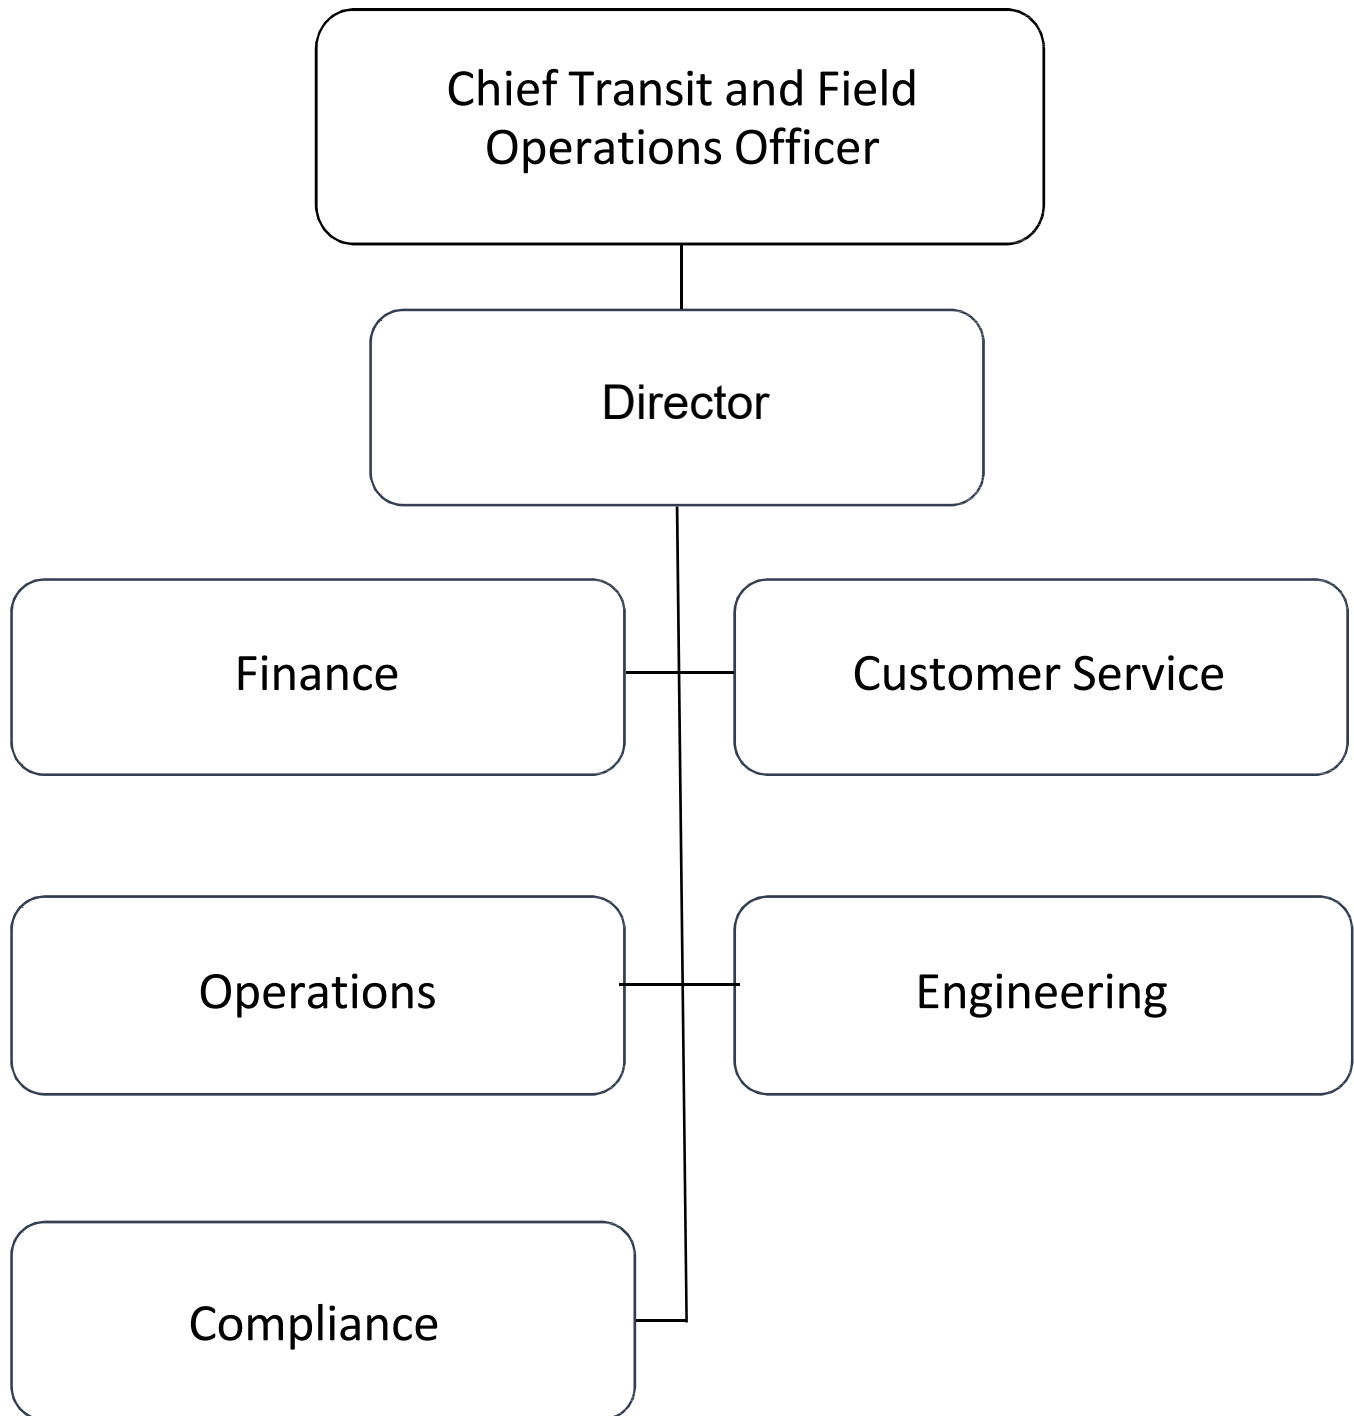 Chief Transit and Field
Operations Officer
Director
Finance
Customer Service
Operations
Engineering
Compliance